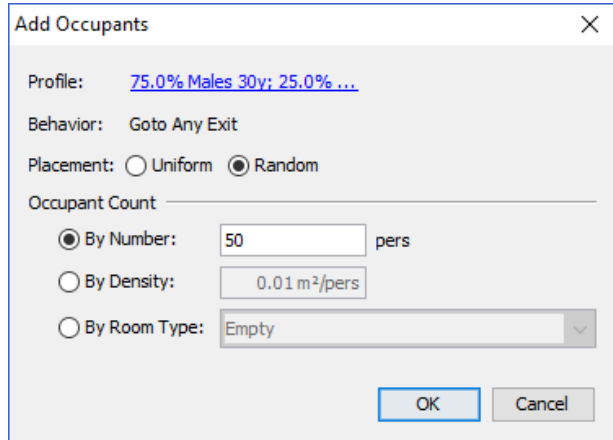 Add Occupants
Profile: 75.0% Males 30y; 25.0% ...
Behavior: Goto Any Exit
Placement: Uniform Random
Occupant Count
By Number: 50 pers
By Density: 0.01 m²/pers
By Room Type: Empty
OK Cancel